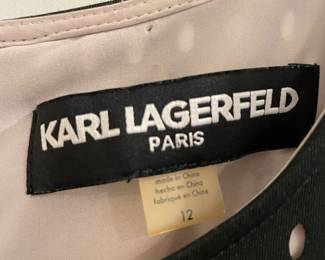 KARL LAGERFELD
PARIS
made in China
hecho en China
fabriqué en Chine
12